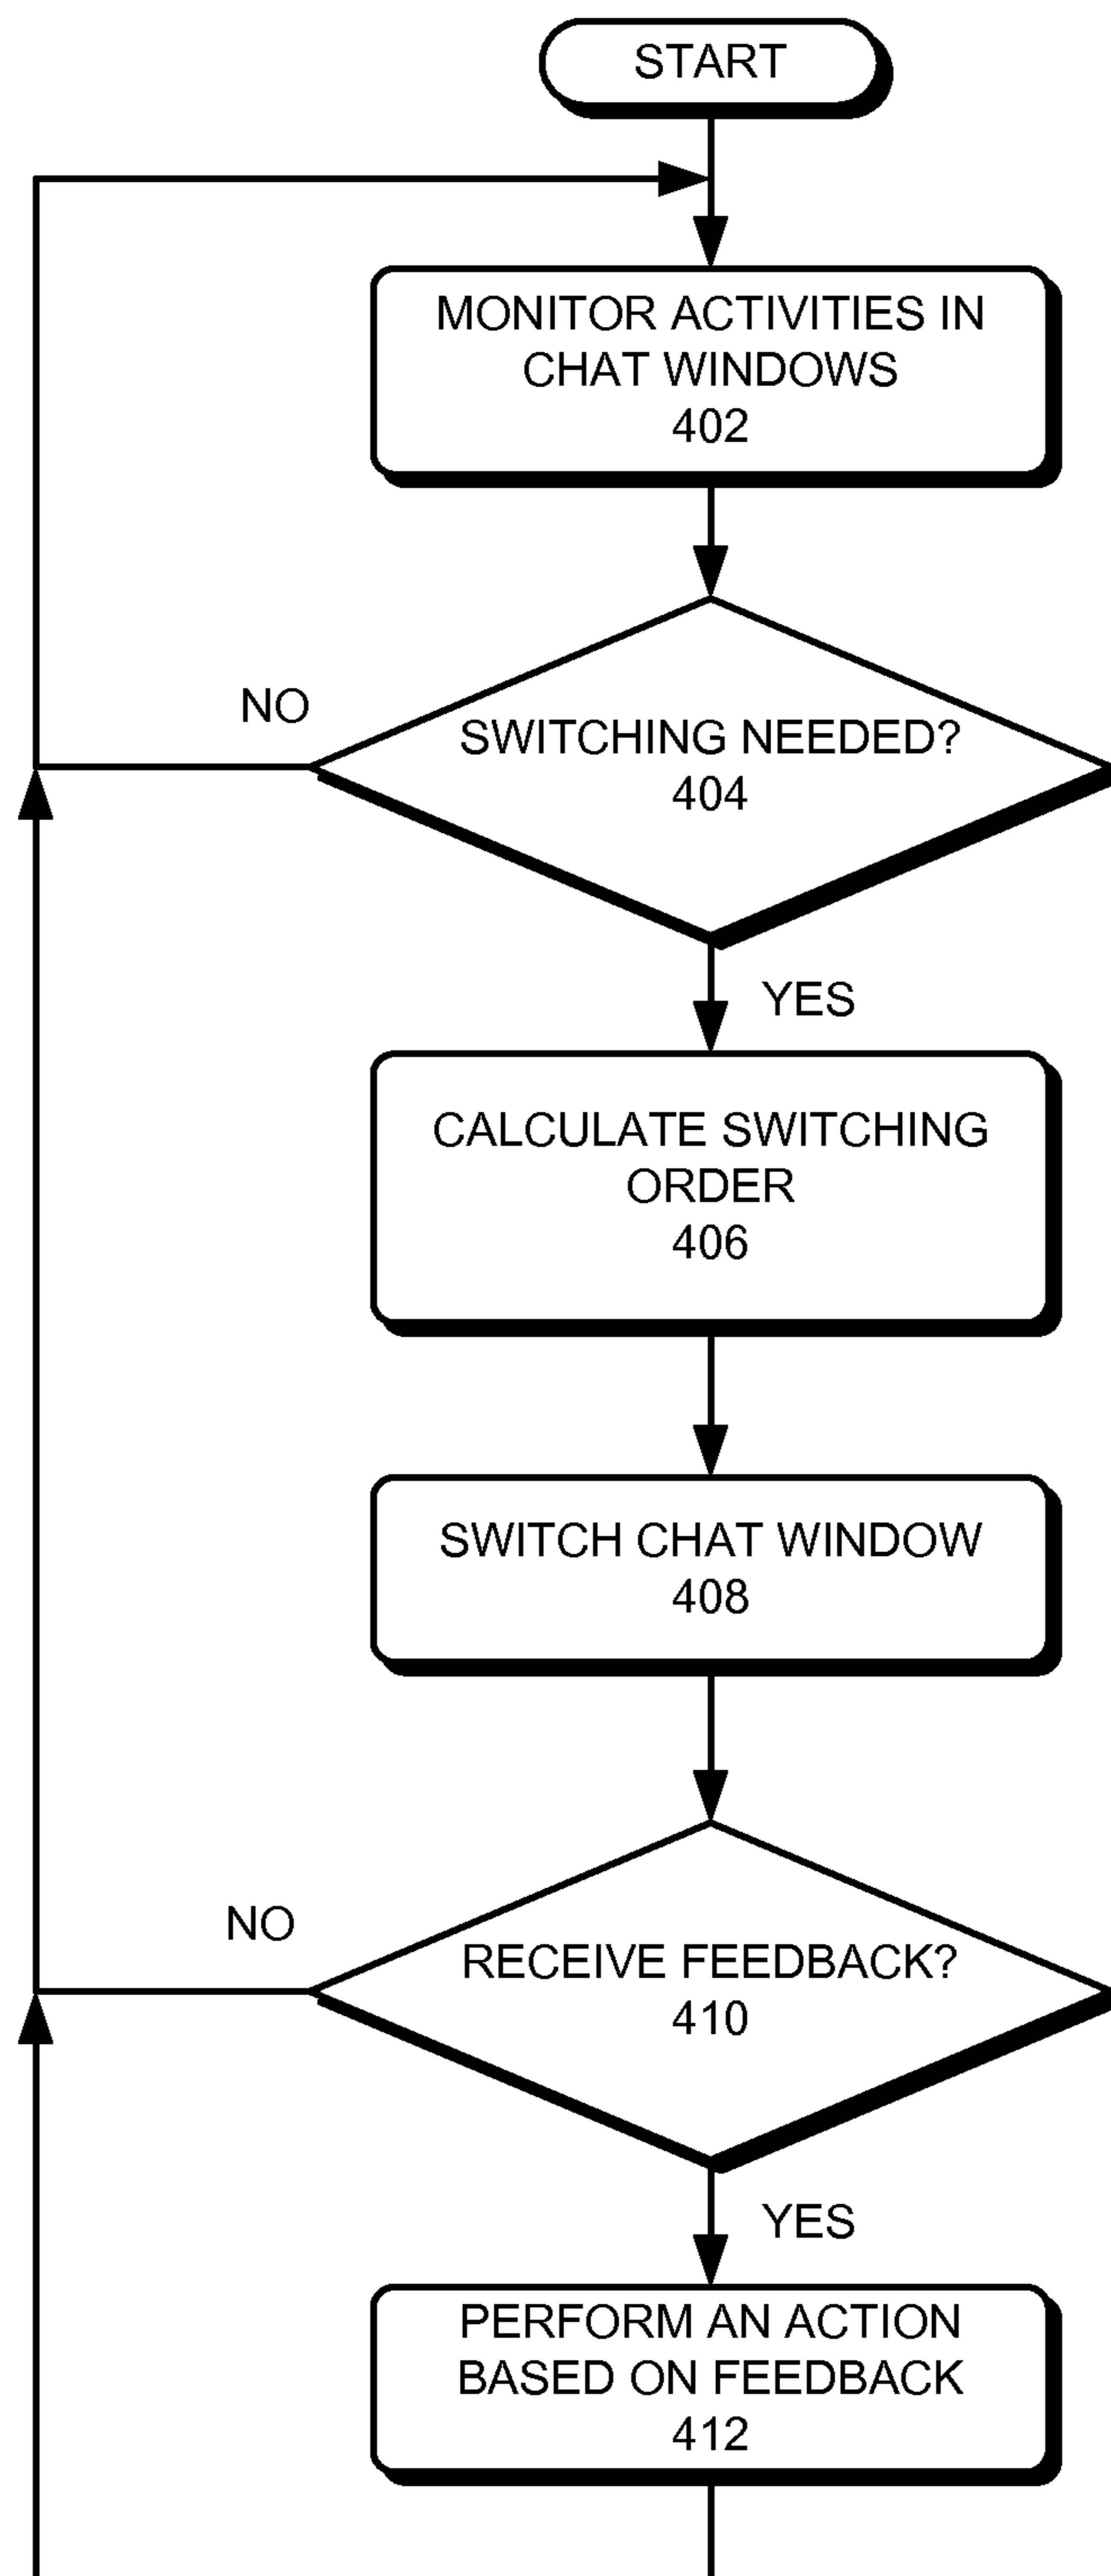 START
MONITOR ACTIVITIES IN
CHAT WINDOWS
402
NO
SWITCHING NEEDED?
404
YES
CALCULATE SWITCHING
ORDER
406
SWITCH CHAT WINDOW
408
NO
RECEIVE FEEDBACK?
410
YES
PERFORM AN ACTION
BASED ON FEEDBACK
412